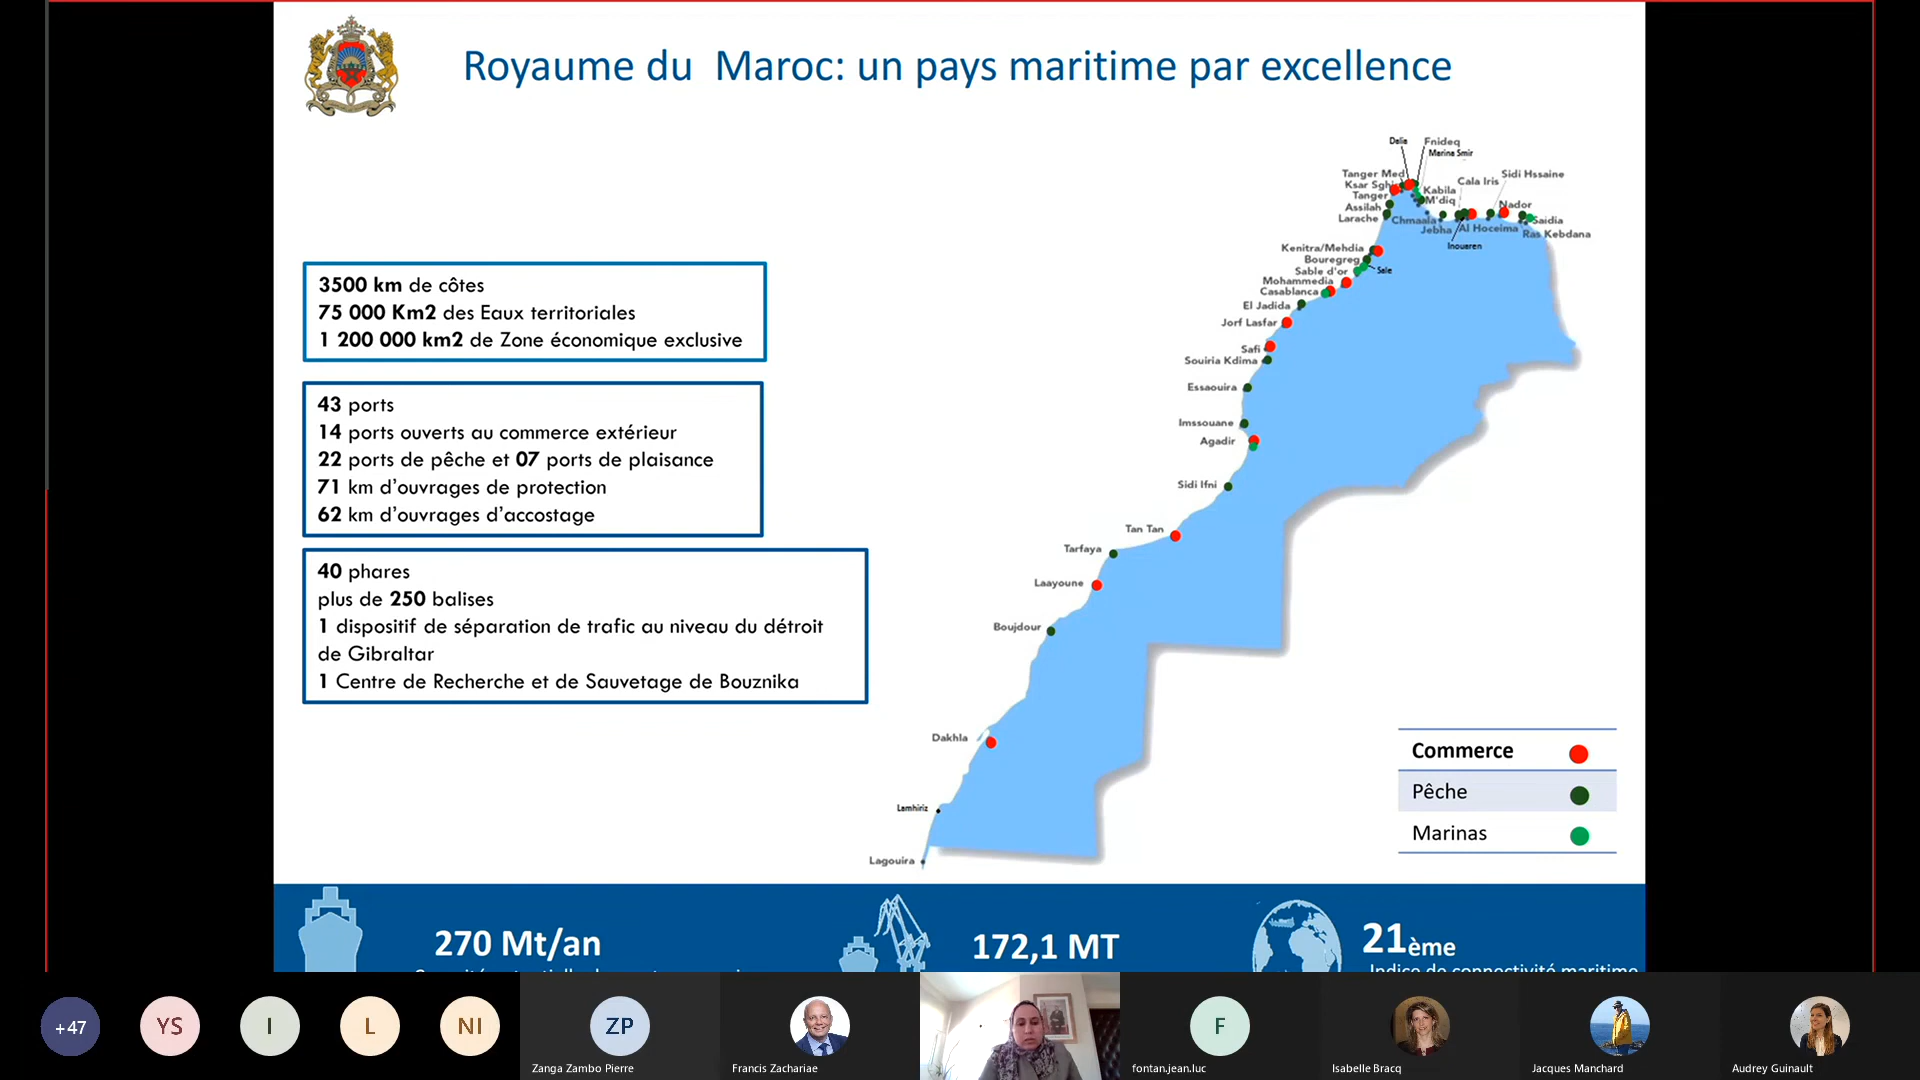 Royaume du  Maroc: un pays maritime par excellence
3500 km de côtes
75 000 Km2 des Eaux territoriales
1 200 000 km2 de Zone économique exclusive
43 ports
14 ports ouverts au commerce extérieur
22 ports de pêche et 07 ports de plaisance
71 km d'ouvrages de protection
62 km d'ouvrages d'accostage
40 phares
plus de 250 balises
1 dispositif de séparation de trafic au niveau du détroit
de Gibraltar
1 Centre de Recherche et de Sauvetage de Bouznika
Dalia
Fnideq
Marina Smir
Tanger Med
Ksar
Tanger
Assilah
Larache
Kabila
M'diq
Cala Iris
Sidi Hssaine
Chmaala
Jebha
Al Hoceima
Inouaren
Nador
Saidia
Ras Kebdana
Kenitra/Mehdia
Bouregreg
Sable d'or
Sale
Mohammedia
Casablanca
El Jadida
Jorf Lasfar
Safi
Souiria Kdima
Essaouira
Imssouane
Agadir
Sidi Ifni
Tan Tan
Tarfaya
Laayoune
Boujdour
Dakhla
Lamhiriz
Lagouira
Commerce
Pêche
Marinas
270 Mt/an
172,1 MT
21ème
Indice de connectivité maritime
+47
YS
I
L
NI
ZP
F
Zanga Zambo Pierre
Francis Zachariae
fontan.jean.luc
Isabelle Bracq
Jacques Manchard
Audrey Guinault